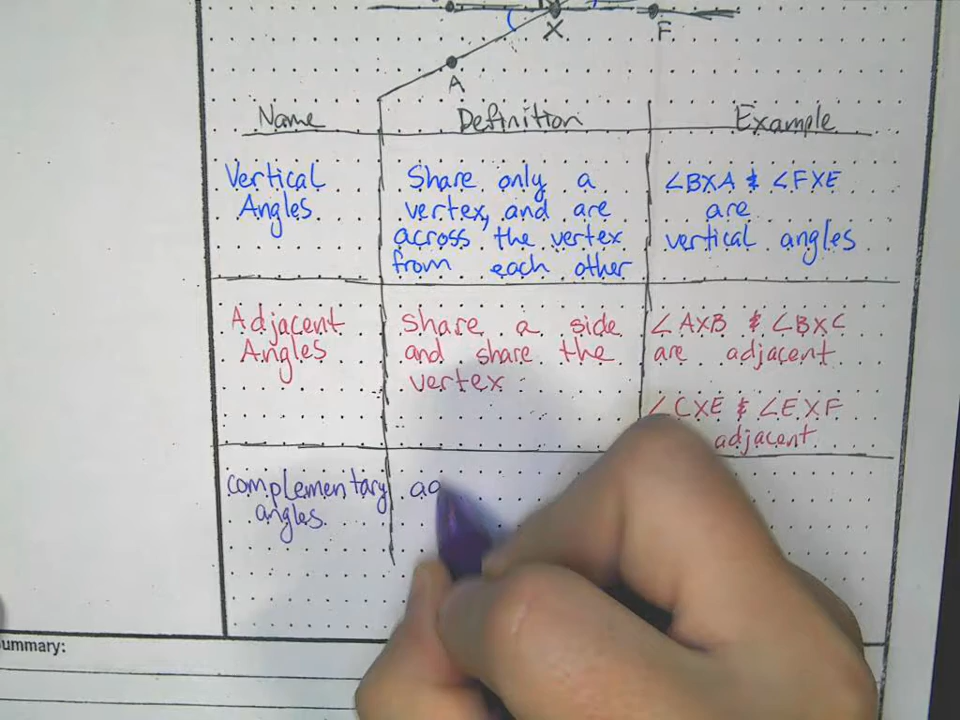 X
F
A
Name Definition Example
Vertical
Angles
Share only a
vertex, and are
across the vertex
from each other
∠BXA & ∠FXE
are
vertical angles
Adjacent
Angles
share a side
and share the
vertex
∠AXB & ∠BXC
are adjacent
∠CXE & ∠EXF
adjacent
complementary
angles
ummary: